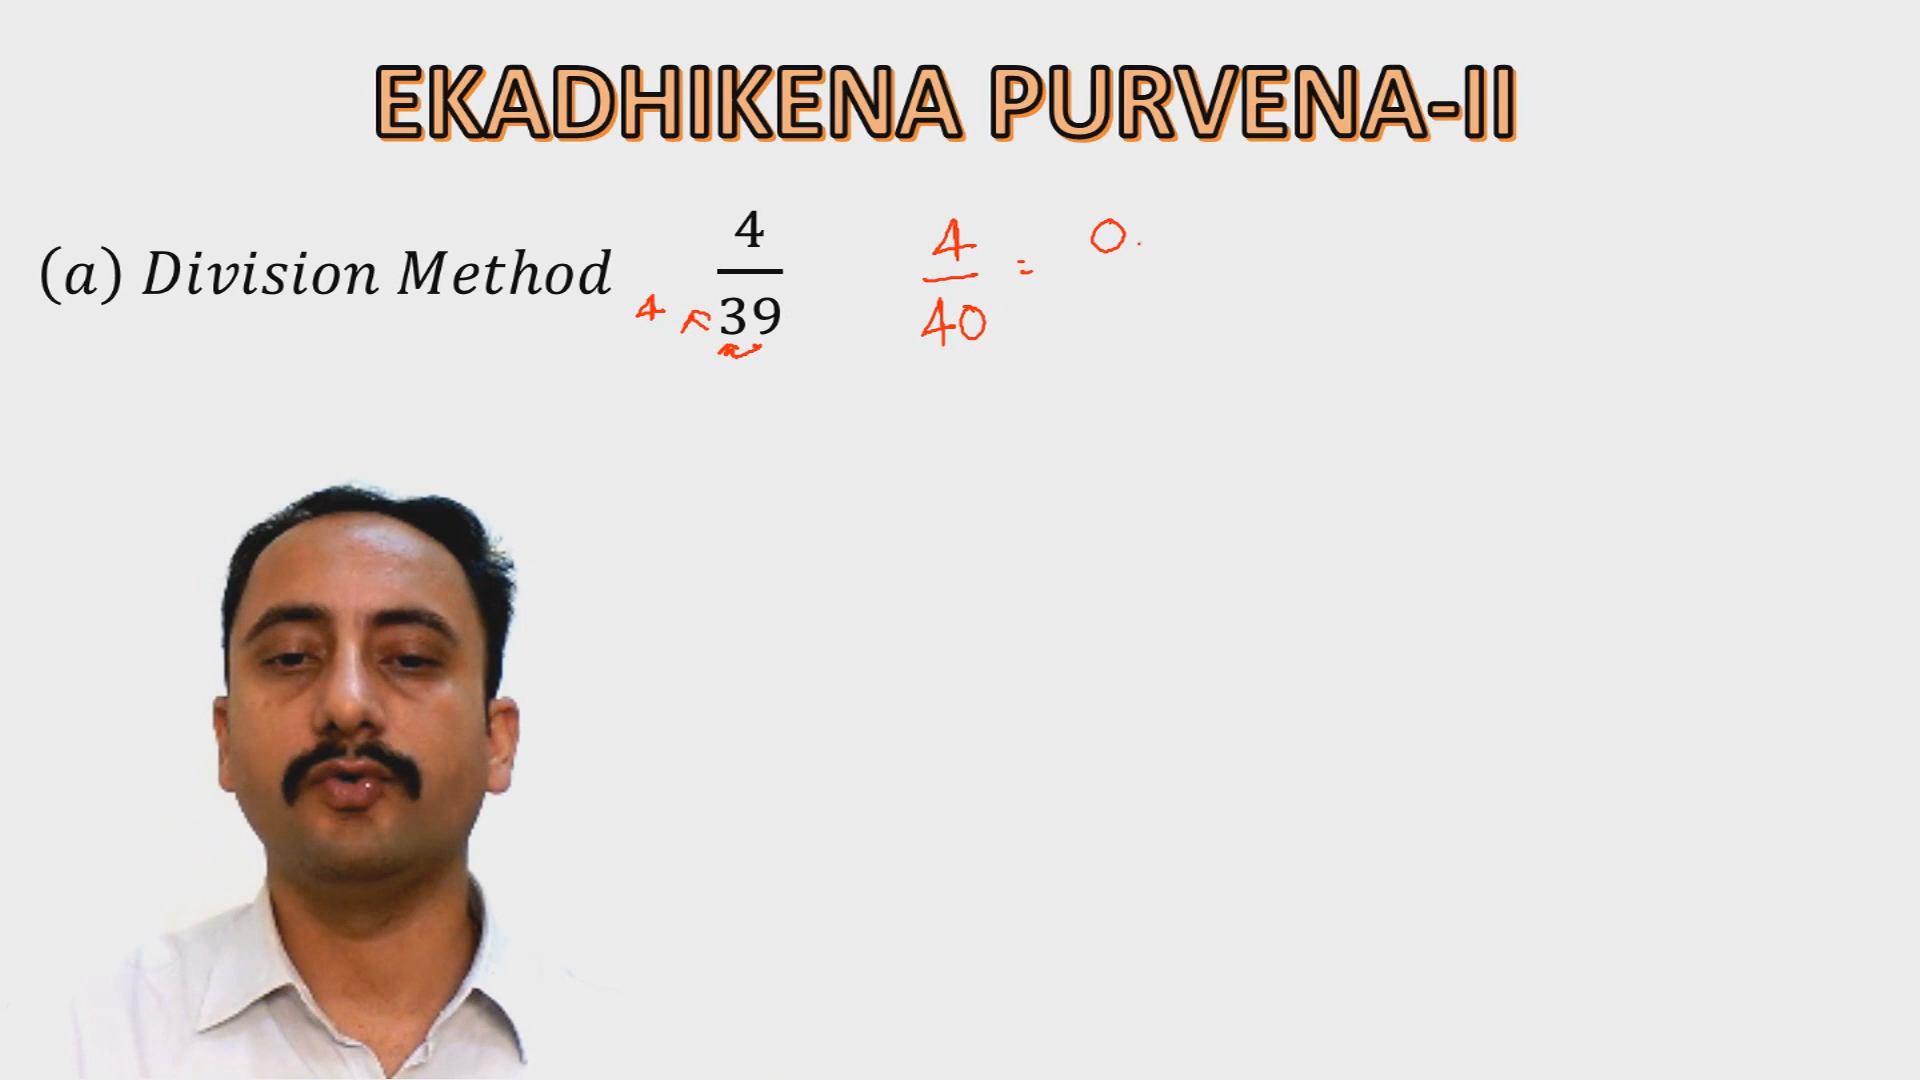 EKADHIKENA PURVENA-II
(a) Division Method 4/39
4
4/40 = 0.